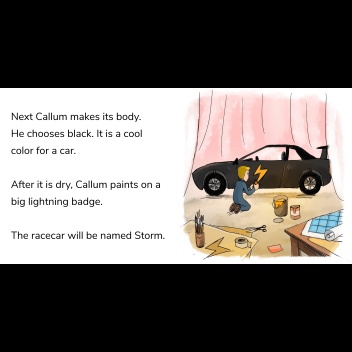 Next Callum makes its body.
He chooses black. It is a cool
color for a car.
After it is dry, Callum paints on a
big lightning badge.
The racecar will be named Storm.